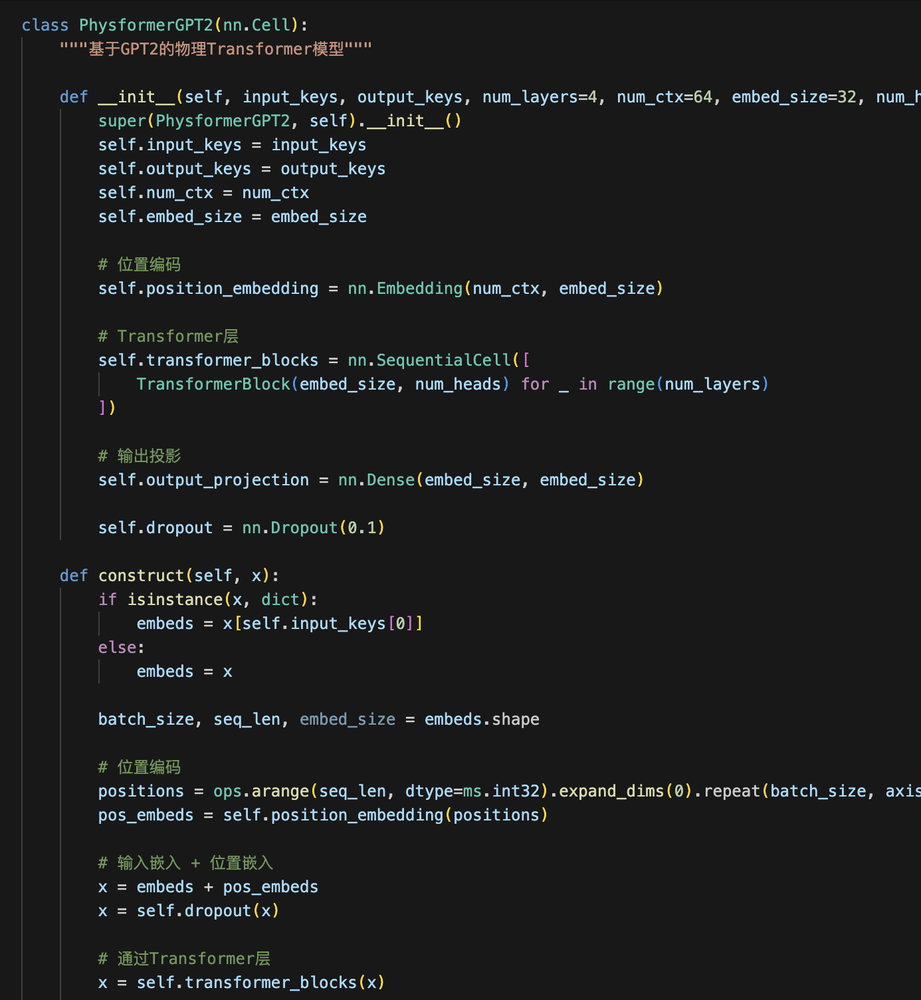 class PhysformerGPT2(nn.Cell):
    """基于GPT2的物理Transformer模型"""

    def __init__(self, input_keys, output_keys, num_layers=4, num_ctx=64, embed_size=32, num_h
        super(PhysformerGPT2, self).__init__()
        self.input_keys = input_keys
        self.output_keys = output_keys
        self.num_ctx = num_ctx
        self.embed_size = embed_size

        # 位置编码
        self.position_embedding = nn.Embedding(num_ctx, embed_size)

        # Transformer层
        self.transformer_blocks = nn.SequentialCell([
            TransformerBlock(embed_size, num_heads) for _ in range(num_layers)
        ])

        # 输出投影
        self.output_projection = nn.Dense(embed_size, embed_size)

        self.dropout = nn.Dropout(0.1)

    def construct(self, x):
        if isinstance(x, dict):
            embeds = x[self.input_keys[0]]
        else:
            embeds = x

        batch_size, seq_len, embed_size = embeds.shape

        # 位置编码
        positions = ops.arange(seq_len, dtype=ms.int32).expand_dims(0).repeat(batch_size, axis
        pos_embeds = self.position_embedding(positions)

        # 输入嵌入 + 位置嵌入
        x = embeds + pos_embeds
        x = self.dropout(x)

        # 通过Transformer层
        x = self.transformer_blocks(x)